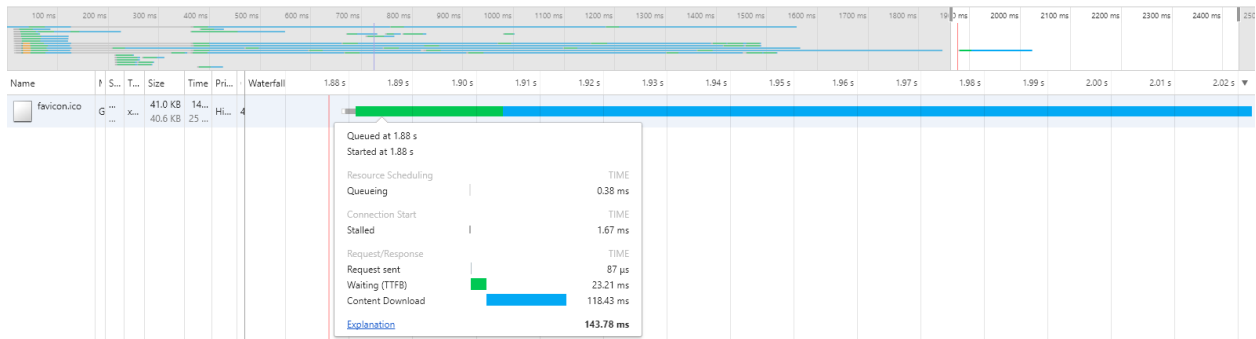 100 ms 200 ms 300 ms 400 ms 500 ms 600 ms 700 ms 800 ms 900 ms 1000 ms 1100 ms 1200 ms 1300 ms 1400 ms 1500 ms 1600 ms 1700 ms 1800 ms 19 0 ms 2000 ms 2100 ms 2200 ms 2300 ms 2400 ms 250
Name S... T... Size Time Pri... Waterfall 1.88 s 1.89 s 1.90 s 1.91 s 1.92 s 1.93 s 1.94 s 1.95 s 1.96 s 1.97 s 1.98 s 1.99 s 2.00 s 2.01 s 2.02 s ▼
favicon.ico G ... x... 41.0 KB 14... Hi... 4
... 40.6 KB 25 ...
Queued at 1.88 s
Started at 1.88 s
Resource Scheduling TIME
Queueing 0.38 ms
Connection Start TIME
Stalled 1.67 ms
Request/Response TIME
Request sent 87 μs
Waiting (TTFB) 23.21 ms
Content Download 118.43 ms
Explanation 143.78 ms